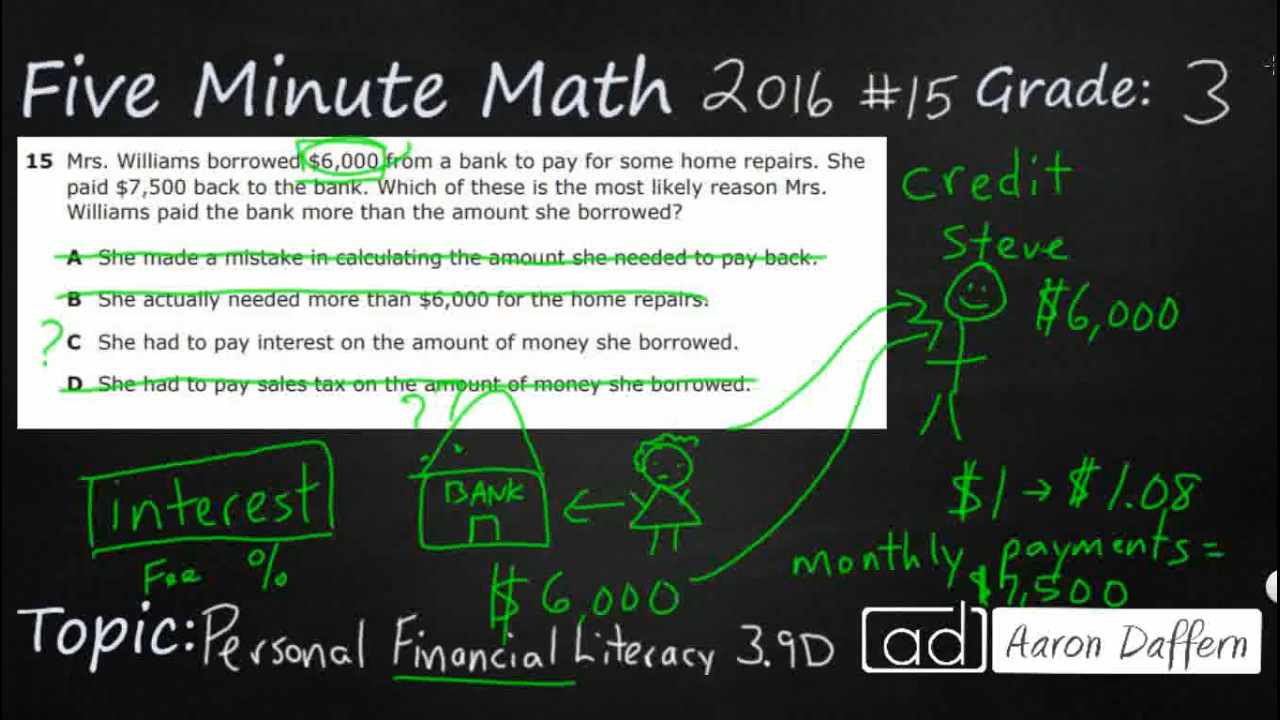 Five Minute Math 2016 #15 Grade: 3
15 Mrs. Williams borrowed $6,000 from a bank to pay for some home repairs. She
paid $7,500 back to the bank. Which of these is the most likely reason Mrs.
Williams paid the bank more than the amount she borrowed?
A She made a mistake in calculating the amount she needed to pay back.
B She actually needed more than $6,000 for the home repairs.
? C She had to pay interest on the amount of money she borrowed.
D She had to pay sales tax on the amount of money she borrowed.
credit
Steve
$6,000
?
interest
Fee %
BANK
$6,000
$1 → $1.08
monthly payments =
$7,500
Topic: Personal Financial Literacy 3.9D
ad Aaron Daffern